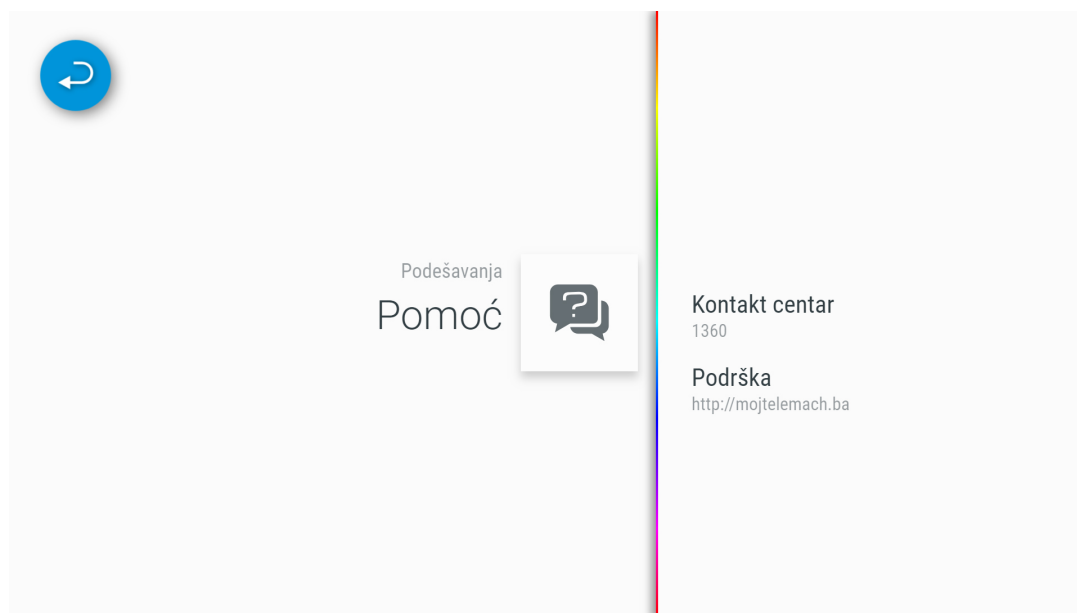 Podešavanja
Pomoć
Kontakt centar
1360
Podrška
http://mojtelemach.ba